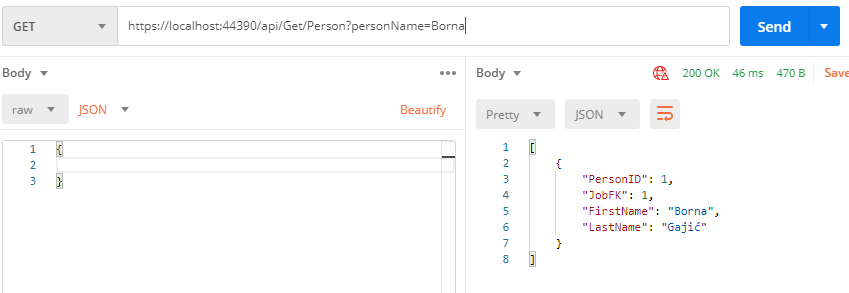 GET https://localhost:44390/api/Get/Person?personName=Borna Send
Body ••• Body 200 OK 46 ms 470 B Save
raw JSON Beautify Pretty JSON
1 {
2
3 }
1 [
2 {
3 "PersonID": 1,
4 "JobFK": 1,
5 "FirstName": "Borna",
6 "LastName": "Gajić"
7 }
8 ]